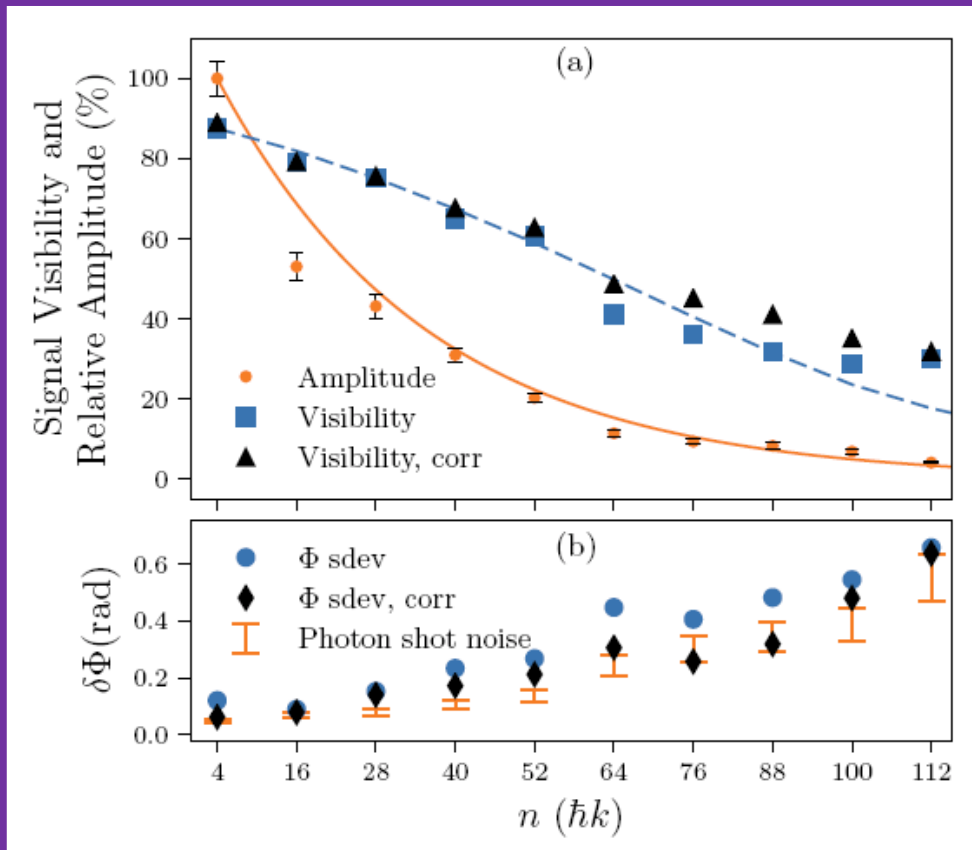 Signal Visibility and
Relative Amplitude (%)
(a)
100
80
60
40
20
0
Amplitude
Visibility
Visibility, corr
δΦ(rad)
(b)
0.6
0.4
0.2
0.0
Φ sdev
Φ sdev, corr
Photon shot noise
4 16 28 40 52 64 76 88 100 112
n (ħk)